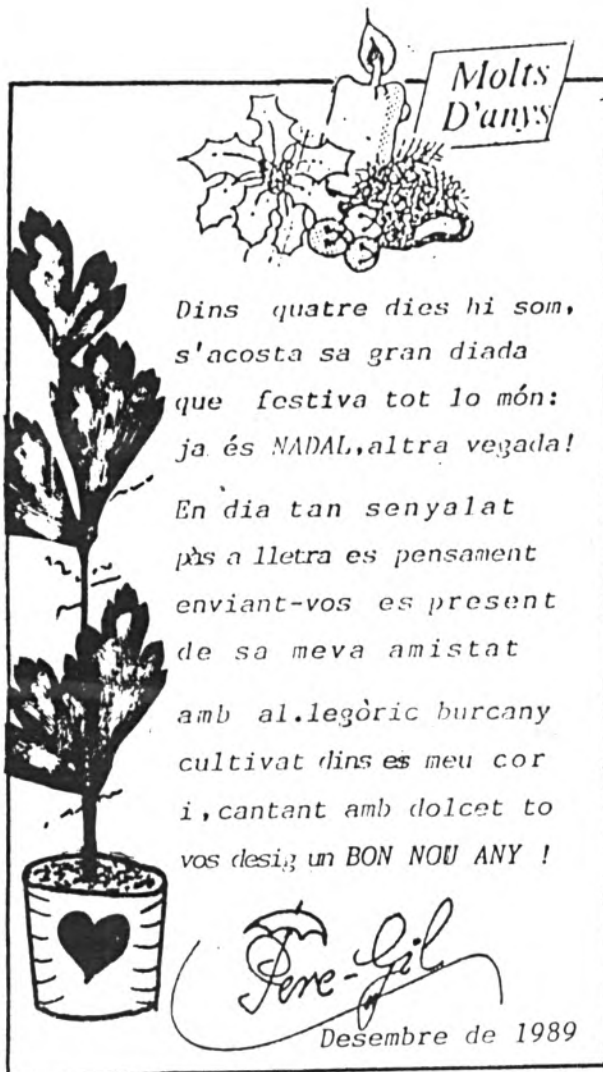 Molts
D'anys
Dins quatre dies hi som,
s'acosta sa gran diada
que festiva tot lo món:
ja és NADAL,altra vegada!
En dia tan senyalat
pàs a lletra es pensament
enviant-vos es present
de sa meva amistat
amb al.legòric burcany
cultivat dins es meu cor
i,cantant amb dolcet to
vos desig un BON NOU ANY !
Pere-Gil
Desembre de 1989